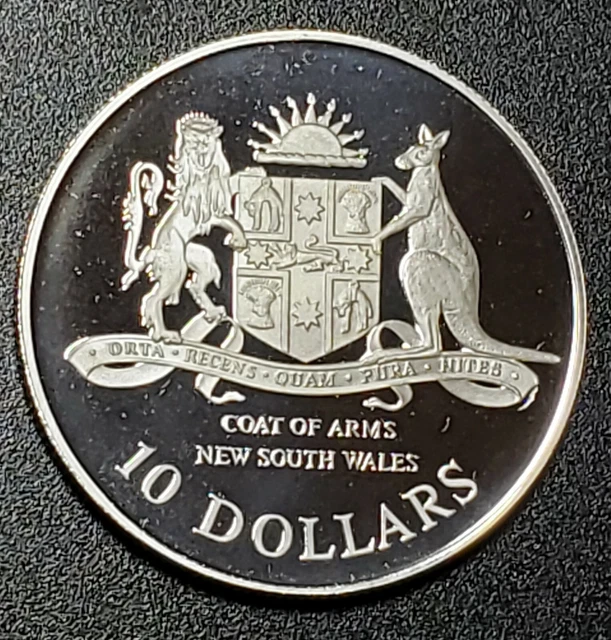 ORTA · RECENS · QUAM · PURA · NITES
COAT OF ARMS
NEW SOUTH WALES
10 DOLLARS